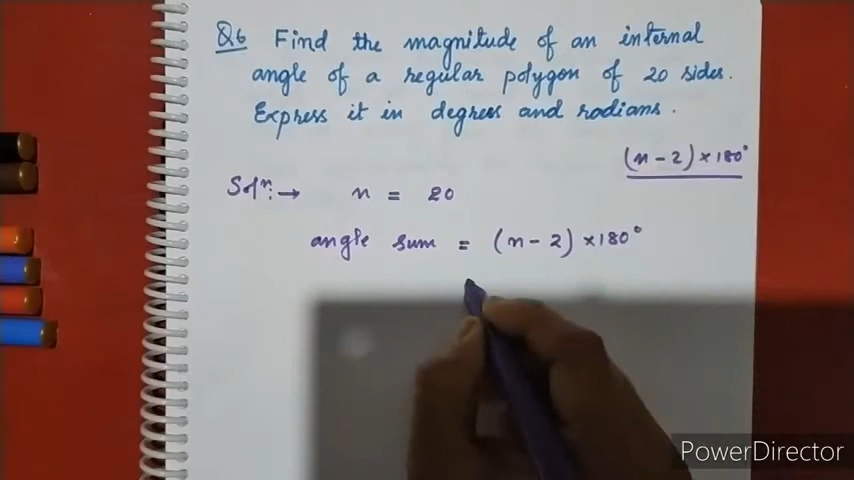 Q6 Find the magnitude of an internal
angle of a regular polygon of 20 sides.
Express it in degrees and radians.
(n-2)×180°
Solⁿ:→ n = 20
angle sum = (n-2)×180°
PowerDirector